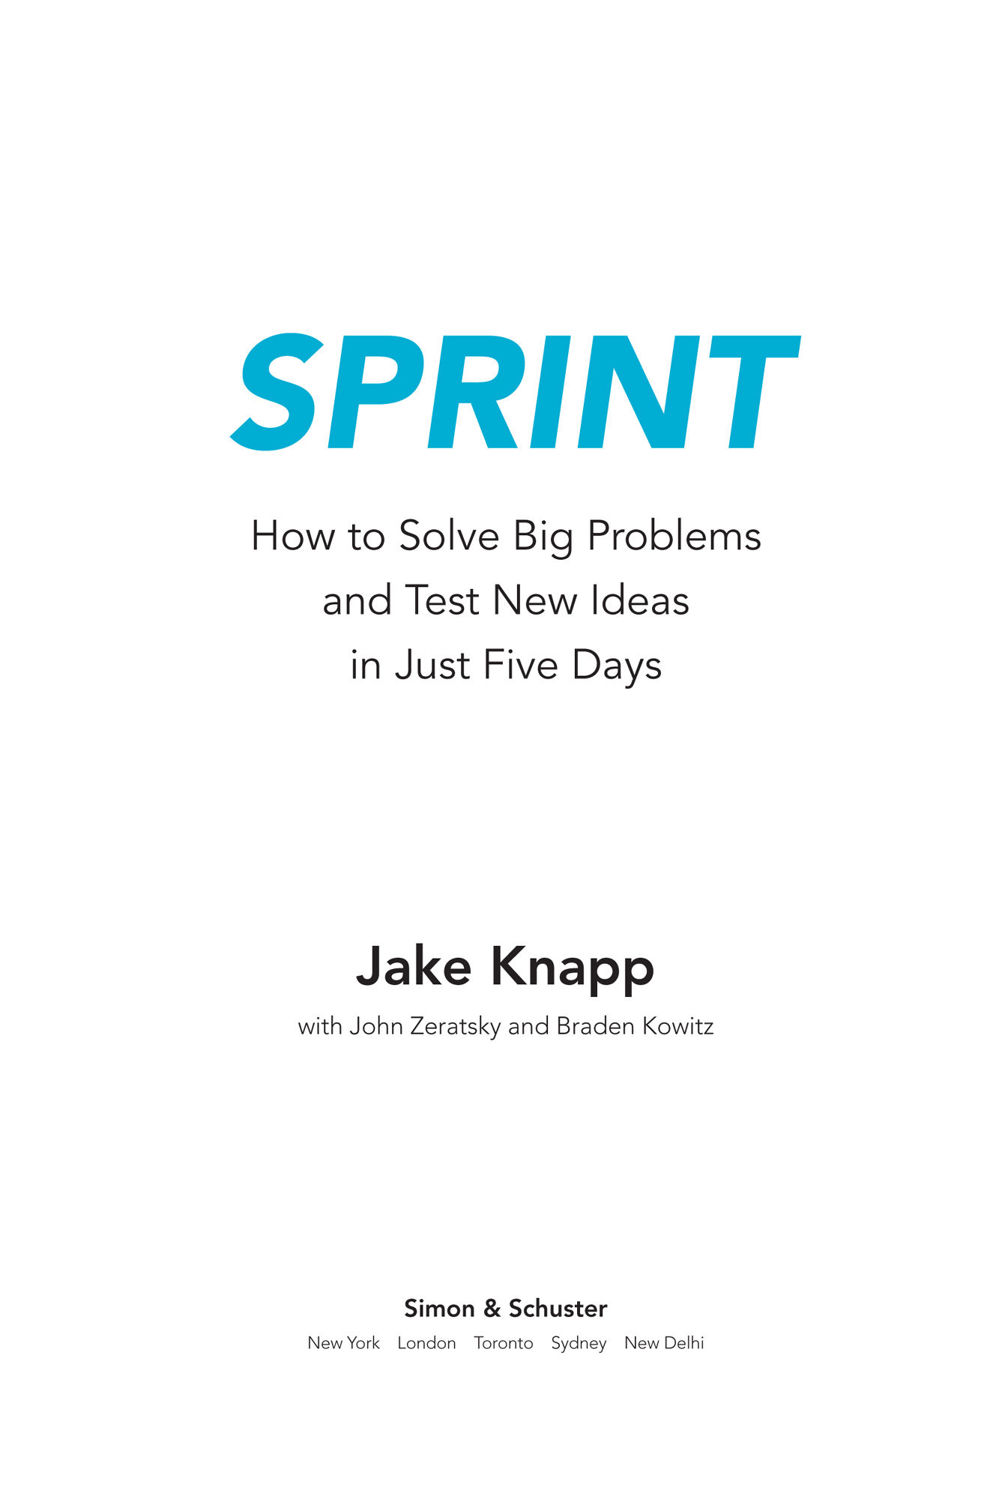 SPRINT
How to Solve Big Problems
and Test New Ideas
in Just Five Days
Jake Knapp
with John Zeratsky and Braden Kowitz
Simon & Schuster
New York London Toronto Sydney New Delhi